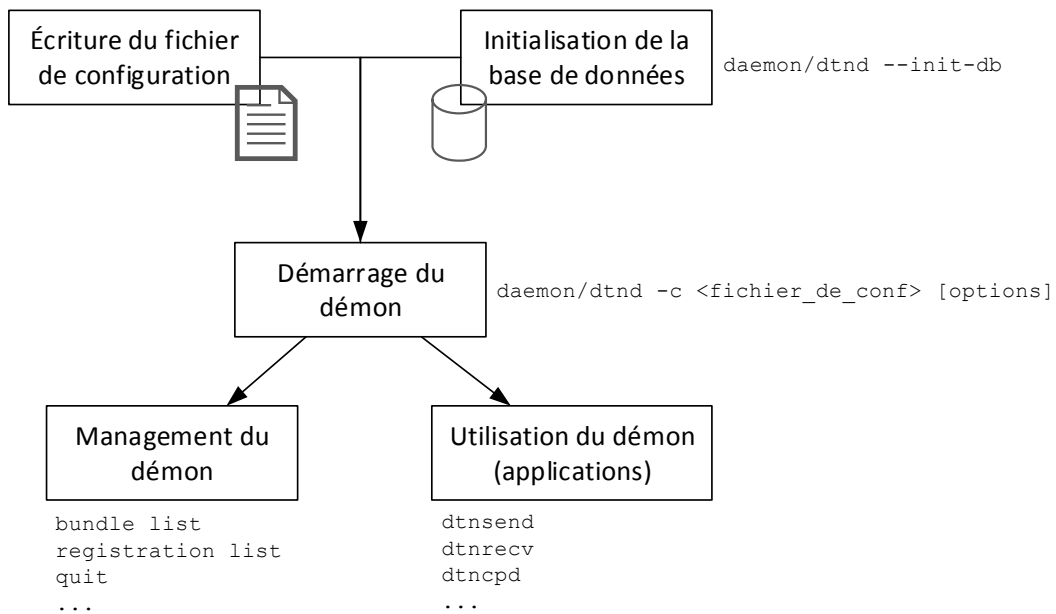 Écriture du fichier
de configuration
Initialisation de la
base de données
daemon/dtnd --init-db
Démarrage du
démon
daemon/dtnd -c <fichier_de_conf> [options]
Management du
démon
bundle list
registration list
quit
...
Utilisation du démon
(applications)
dtnsend
dtnrecv
dtncpd
...